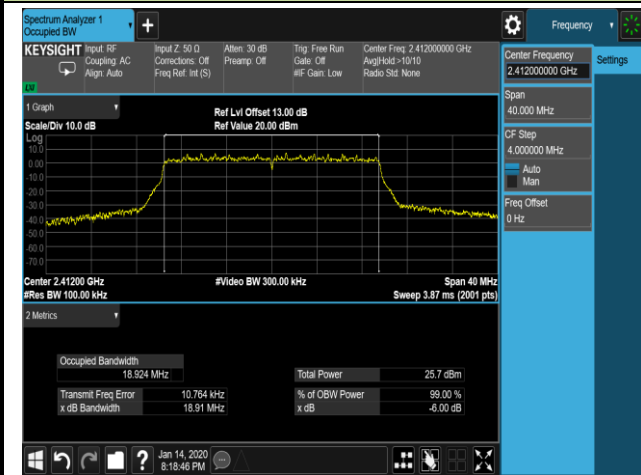 Spectrum Analyzer 1
Occupied BW
Frequency
KEYSIGHT
Input: RF
Coupling: AC
Align: Auto
Input Z: 50 Ω
Corrections: Off
Freq Ref: Int (S)
Atten: 30 dB
Preamp: Off
Trig: Free Run
Gate: Off
#IF Gain: Low
Center Freq: 2.412000000 GHz
Avg|Hold:>10/10
Radio Std: None
Center Frequency
2.412000000 GHz
Settings
Span
40.000 MHz
CF Step
4.000000 MHz
Auto
Man
Freq Offset
0 Hz
1 Graph
Scale/Div 10.0 dB
Ref Lvl Offset 13.00 dB
Ref Value 20.00 dBm
Log
10.0
0.00
-10.0
-20.0
-30.0
-40.0
-50.0
-60.0
-70.0
Center 2.41200 GHz
#Res BW 100.00 kHz
#Video BW 300.00 kHz
Span 40 MHz
Sweep 3.87 ms (2001 pts)
2 Metrics
Occupied Bandwidth
18.924 MHz
Total Power 25.7 dBm
Transmit Freq Error 10.764 kHz
% of OBW Power 99.00 %
x dB Bandwidth 18.91 MHz
x dB -6.00 dB
Jan 14, 2020
8:18:46 PM